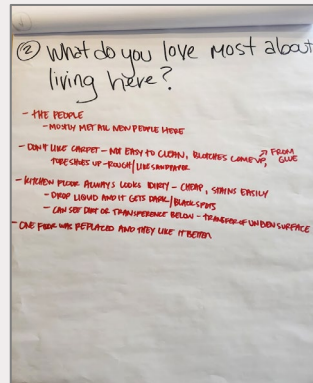 ② What do you love most about
living here?
- THE PEOPLE
- MOSTLY MET ALL NEW PEOPLE HERE
- DON'T LIKE CARPET - NOT EASY TO CLEAN, BLOTCHES COME UP, ↗ FROM GLUE
TORE SHOES UP - ROUGH/LIKE SANDPAPER
- KITCHEN FLOOR ALWAYS LOOKS DIRTY - CHEAP, STAINS EASILY
- DROP LIQUID AND IT GETS DARK/BLACK SPOTS
- CAN SEE DIRT OR TRANSFERENCE BELOW - TRANSFER OF UNEVEN SURFACE
- ONE FLOOR WAS REPLACED AND THEY LIKE IT BETTER